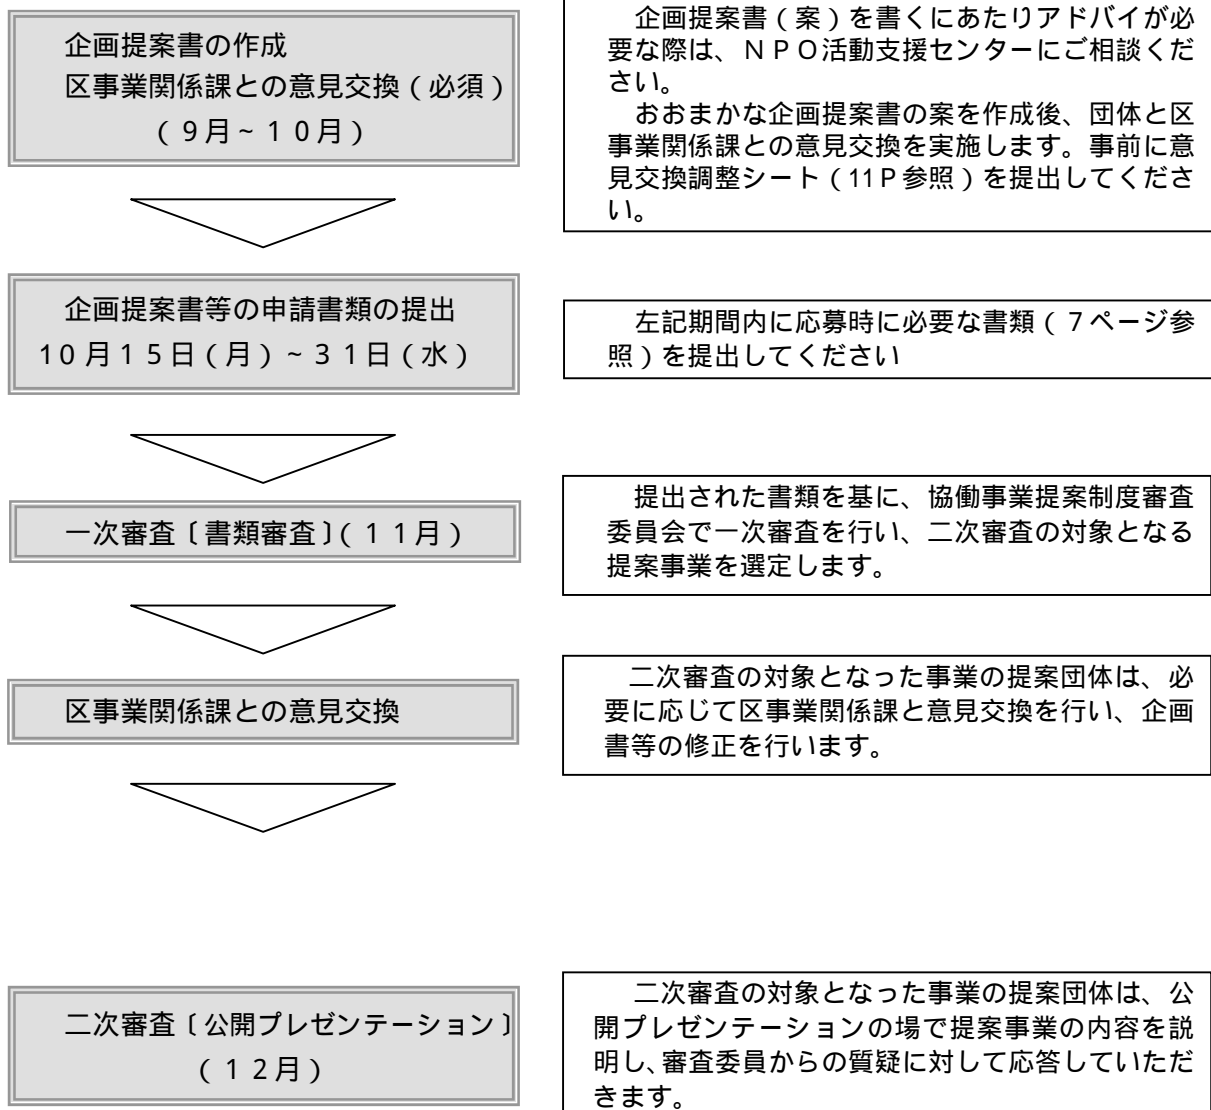 企画提案書の作成
区事業関係課との意見交換（必須）
（９月～１０月）
企画提案書（案）を書くにあたりアドバイが必
要な際は、ＮＰＯ活動支援センターにご相談くだ
さい。
おおまかな企画提案書の案を作成後、団体と区
事業関係課との意見交換を実施します。事前に意
見交換調整シート（11Ｐ参照）を提出してくださ
い。
企画提案書等の申請書類の提出
１０月１５日（月）～３１日（水）
左記期間内に応募時に必要な書類（７ページ参
照）を提出してください
一次審査〔書類審査〕（１１月）
提出された書類を基に、協働事業提案制度審査
委員会で一次審査を行い、二次審査の対象となる
提案事業を選定します。
区事業関係課との意見交換
二次審査の対象となった事業の提案団体は、必
要に応じて区事業関係課と意見交換を行い、企画
書等の修正を行います。
二次審査〔公開プレゼンテーション〕
（１２月）
二次審査の対象となった事業の提案団体は、公
開プレゼンテーションの場で提案事業の内容を説
明し、審査委員からの質疑に対して応答していただ
きます。